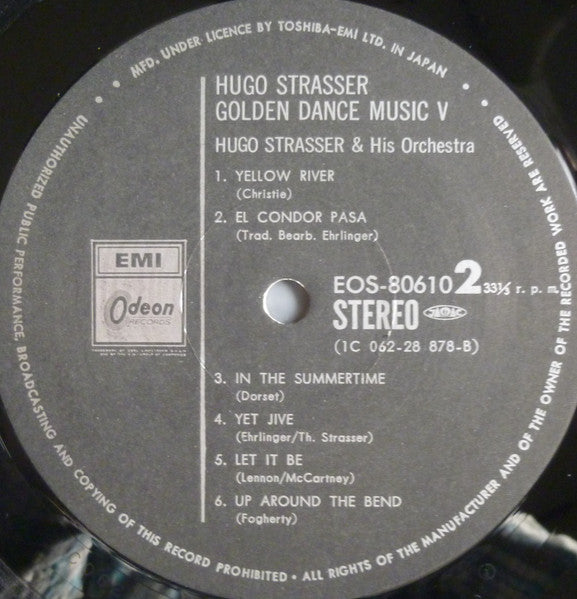 MFD. UNDER LICENCE BY TOSHIBA-EMI LTD. IN JAPAN
UNAUTHORIZED PUBLIC PERFORMANCE, BROADCASTING AND COPYING OF THIS RECORD PROHIBITED • ALL RIGHTS OF THE MANUFACTURER AND OF THE OWNER OF THE RECORDED WORK ARE RESERVED
HUGO STRASSER
GOLDEN DANCE MUSIC V
HUGO STRASSER & His Orchestra
1. YELLOW RIVER
(Christie)
2. EL CONDOR PASA
(Trad. Bearb. Ehrlinger)
EMI
Odeon
RECORDS
EOS-80610 2 33⅓ r. p. m.
STEREO JASRAC
(1C 062-28 878-B)
3. IN THE SUMMERTIME
(Dorset)
4. YET JIVE
(Ehrlinger/Th. Strasser)
5. LET IT BE
(Lennon/McCartney)
6. UP AROUND THE BEND
(Fogherty)